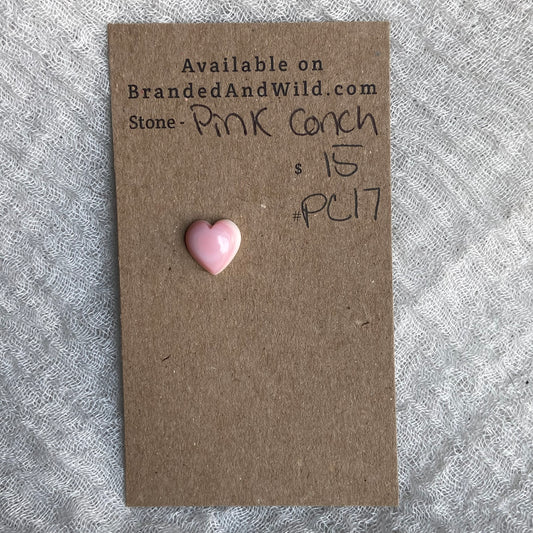 Available on
BrandedAndWild.com
Stone - Pink Conch
$ 15
#PC17